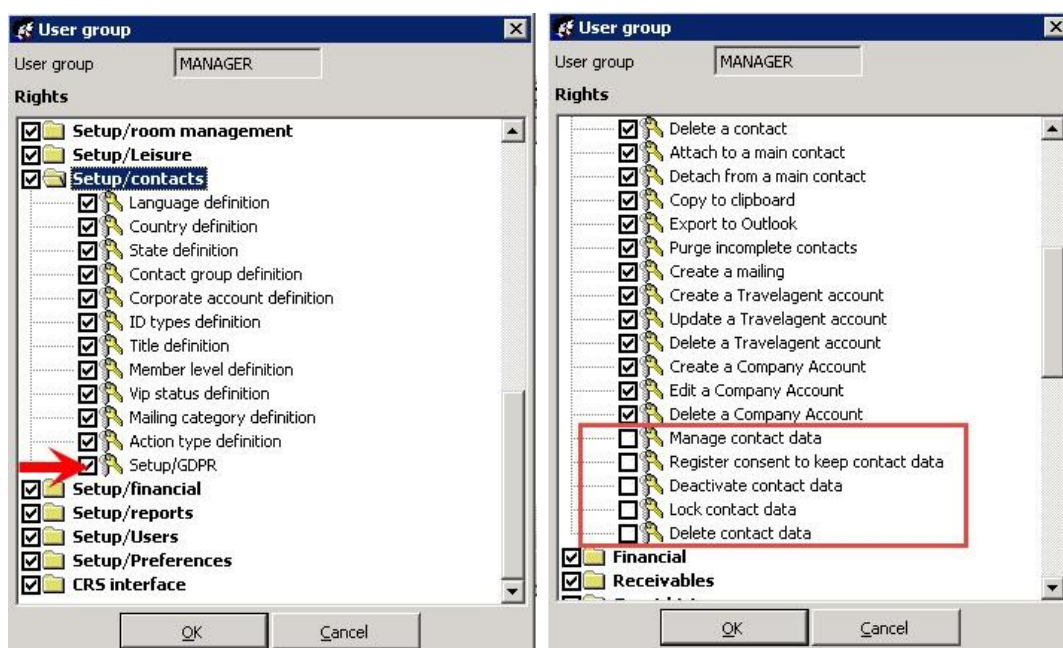 User group
User group MANAGER
Rights
Setup/room management
Setup/Leisure
Setup/contacts
Language definition
Country definition
State definition
Contact group definition
Corporate account definition
ID types definition
Title definition
Member level definition
Vip status definition
Mailing category definition
Action type definition
Setup/GDPR
Setup/financial
Setup/reports
Setup/Users
Setup/Preferences
CRS interface
OK Cancel
User group
User group MANAGER
Rights
Delete a contact
Attach to a main contact
Detach from a main contact
Copy to clipboard
Export to Outlook
Purge incomplete contacts
Create a mailing
Create a Travelagent account
Update a Travelagent account
Delete a Travelagent account
Create a Company Account
Edit a Company Account
Delete a Company Account
Manage contact data
Register consent to keep contact data
Deactivate contact data
Lock contact data
Delete contact data
Financial
Receivables
OK Cancel